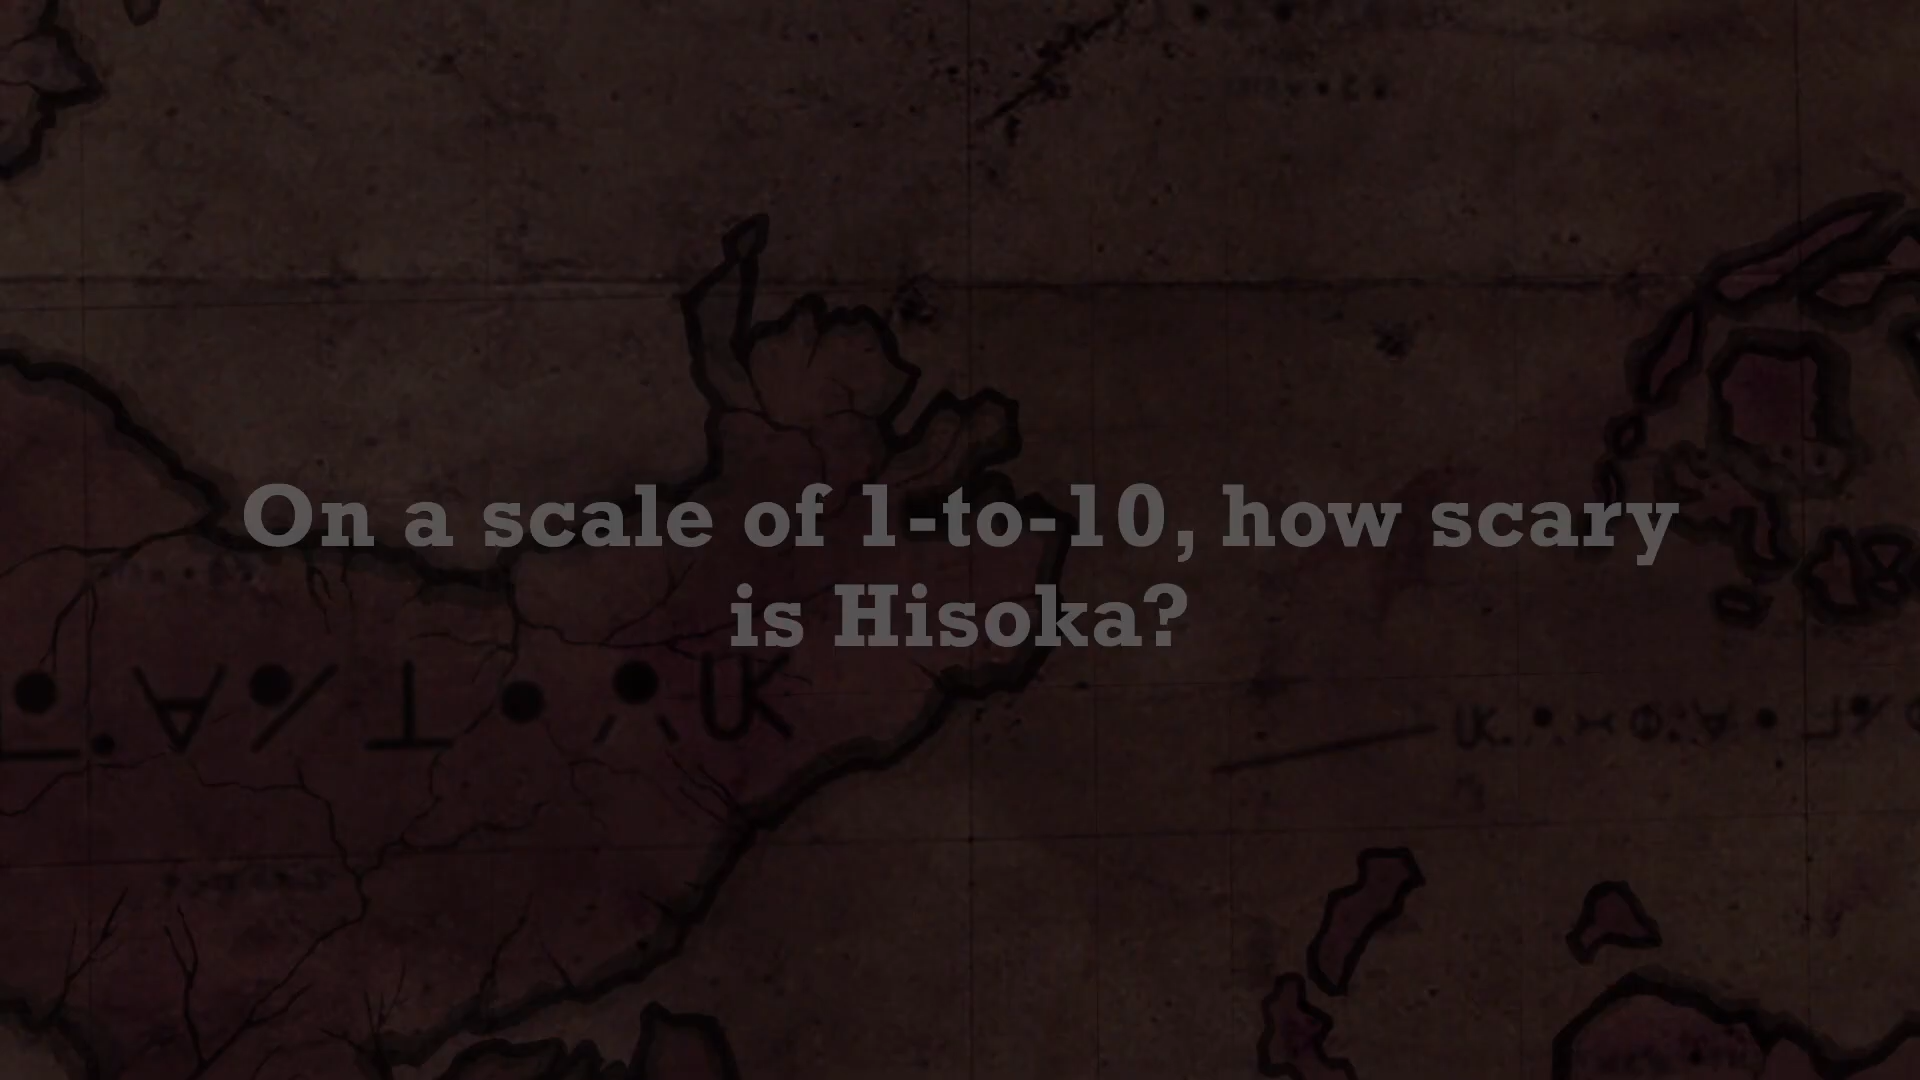 On a scale of 1-to-10, how scary
is Hisoka?